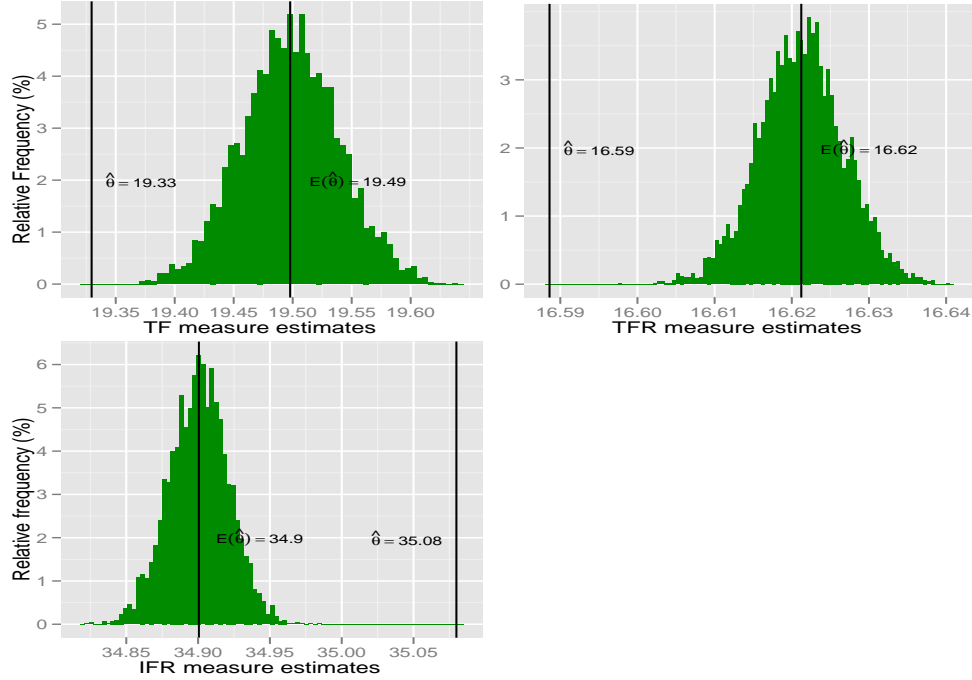 Relative Frequency (%)
5
4
3
2
1
0
θ̂ = 19.33
E(θ̂) = 19.49
19.35 19.40 19.45 19.50 19.55 19.60
TF measure estimates
3
2
1
0
θ̂ = 16.59
E(θ̂) = 16.62
16.59 16.60 16.61 16.62 16.63 16.64
TFR measure estimates
Relative frequency (%)
6
5
4
3
2
1
0
E(θ̂) = 34.9
θ̂ = 35.08
34.85 34.90 34.95 35.00 35.05
IFR measure estimates